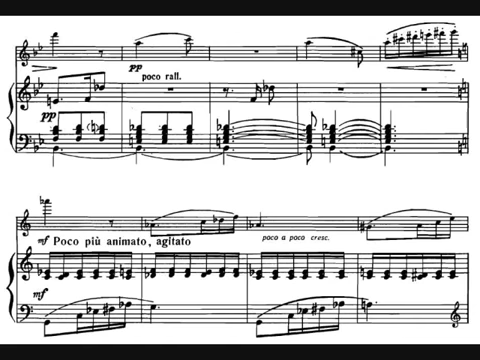 pp
poco rall.
pp
mf Poco più animato, agitato
poco a poco cresc.
mf